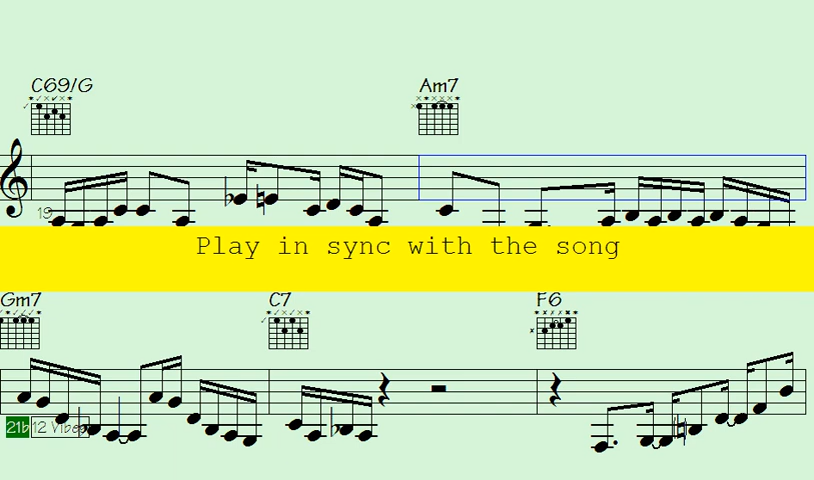 C69/G Am7
19
Play in sync with the song
Gm7 C7 F6
21b 12 Vibes